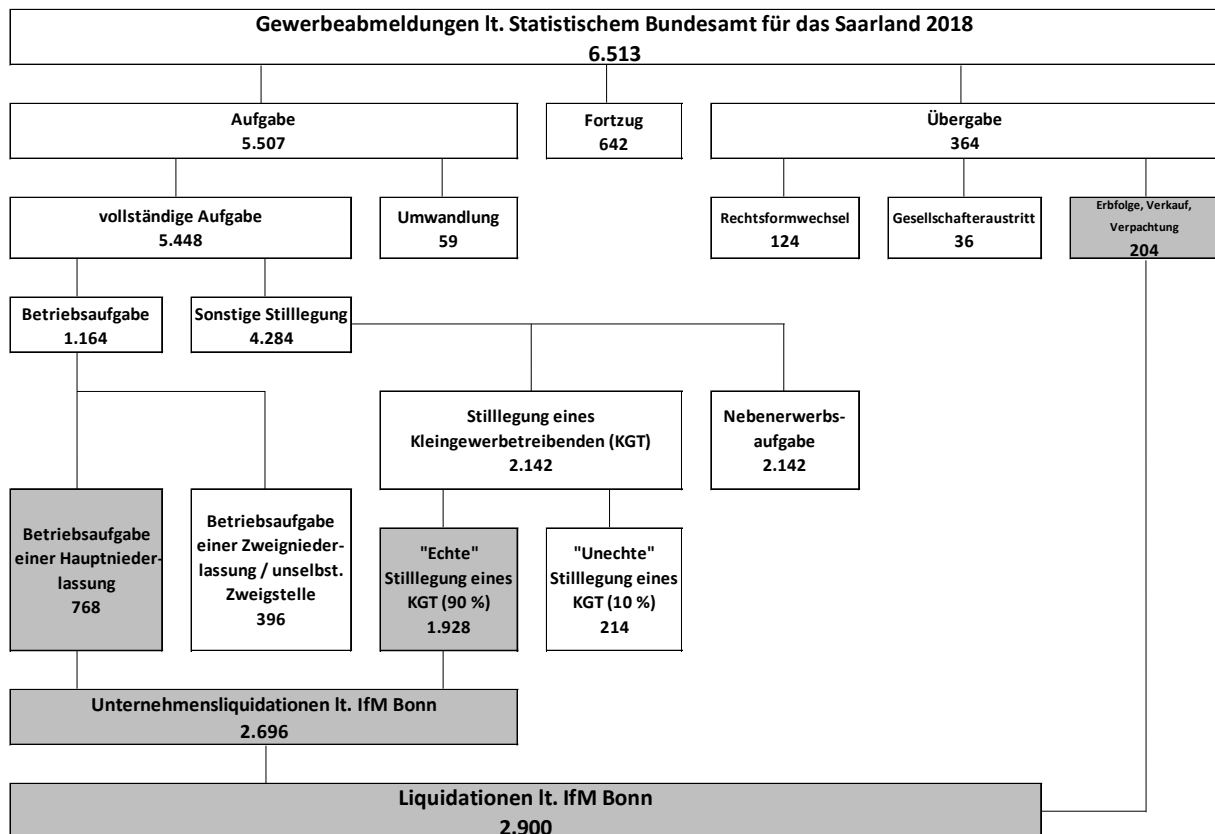 Gewerbeabmeldungen lt. Statistischem Bundesamt für das Saarland 2018
6.513
Aufgabe
5.507
Fortzug
642
Übergabe
364
vollständige Aufgabe
5.448
Umwandlung
59
Rechtsformwechsel
124
Gesellschafteraustritt
36
Erbfolge, Verkauf,
Verpachtung
204
Betriebsaufgabe
1.164
Sonstige Stilllegung
4.284
Stilllegung eines
Kleingewerbetreibenden (KGT)
2.142
Nebenerwerbs-
aufgabe
2.142
Betriebsaufgabe
einer Hauptnieder-
lassung
768
Betriebsaufgabe
einer Zweignieder-
lassung / unselbst.
Zweigstelle
396
"Echte"
Stilllegung eines
KGT (90 %)
1.928
"Unechte"
Stilllegung eines
KGT (10 %)
214
Unternehmensliquidationen lt. IfM Bonn
2.696
Liquidationen lt. IfM Bonn
2.900